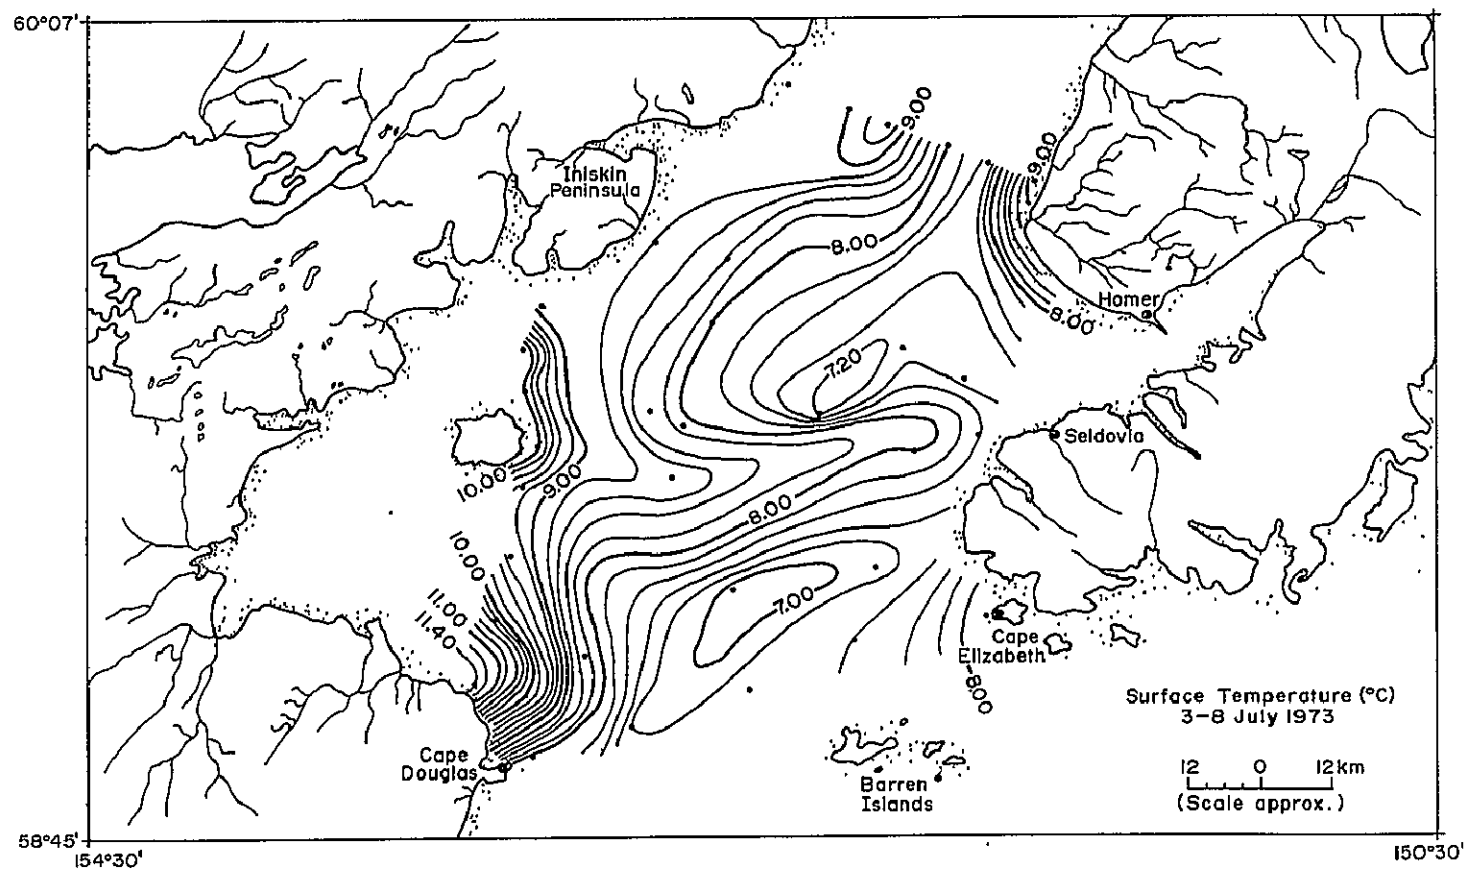 60°07'
9.00
9.00
Iniskin
Peninsula
8.00
Homer
8.00
7.20
Seldovia
10.00
9.00
8.00
10.00
11.00
11.40
7.00
Cape
Elizabeth
8.00
Surface Temperature (°C)
3-8 July 1973
Cape
Douglas
12 0 12km
(Scale approx.)
Barren
Islands
58°45'
154°30'
150°30'